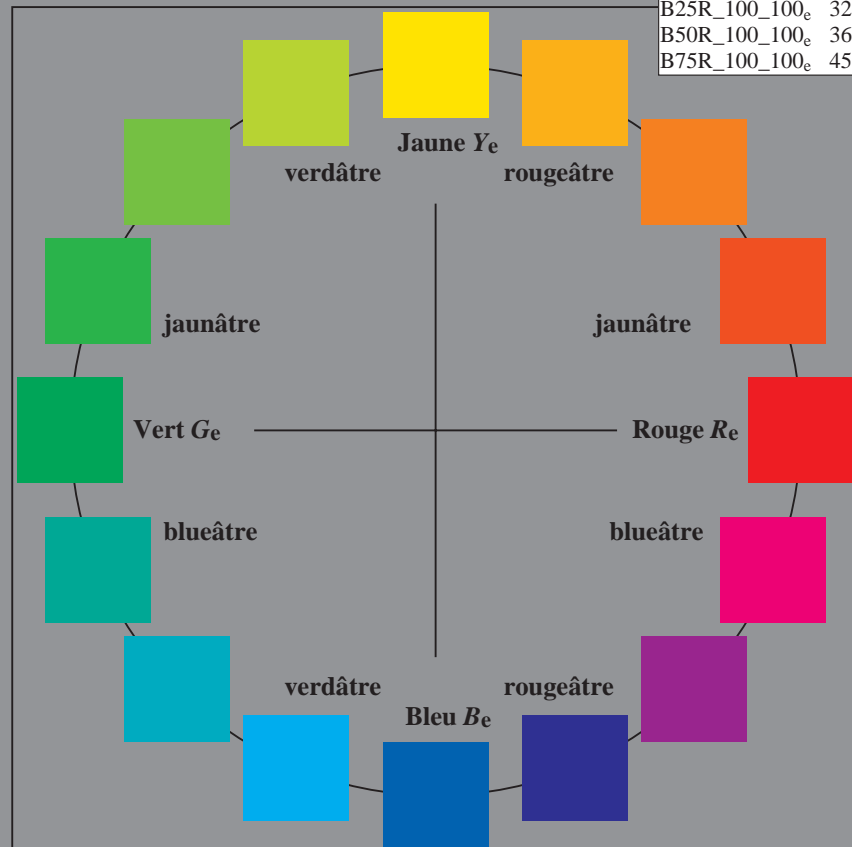 B25R_100_100e 32
B50R_100_100e 36
B75R_100_100e 45
Jaune Ye
verdâtre rougeâtre
jaunâtre jaunâtre
Vert Ge Rouge Re
blueâtre blueâtre
verdâtre rougeâtre
Bleu Be